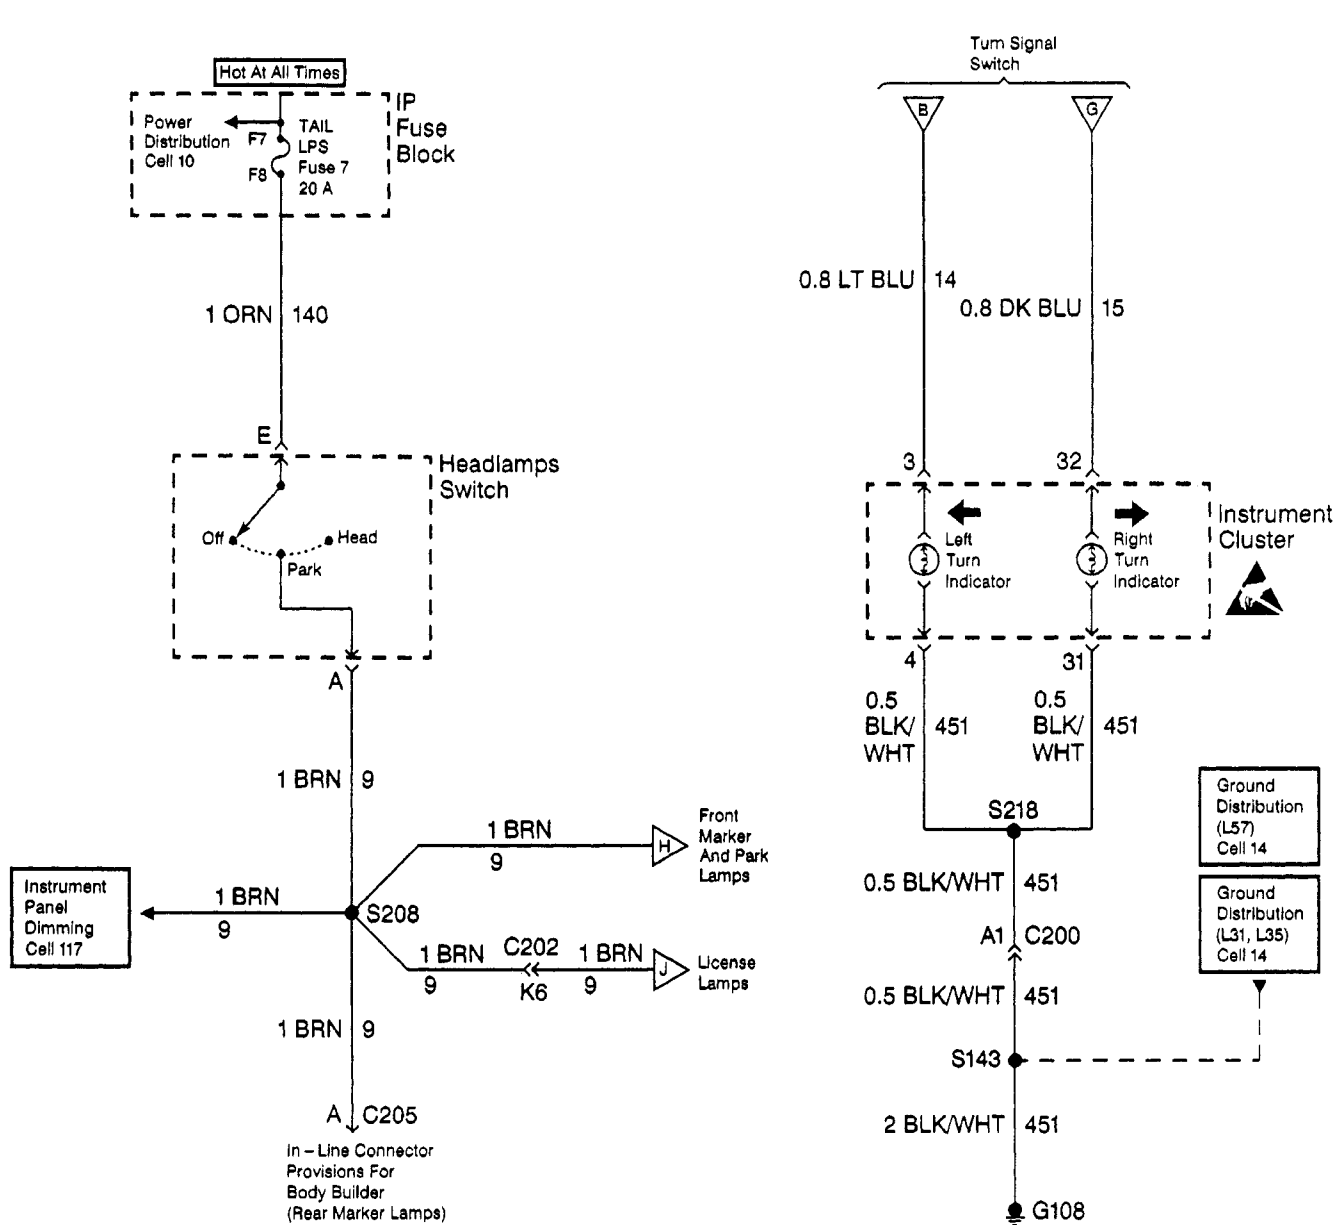 Hot At All Times
IP
Fuse
Block
Power
Distribution
Cell 10
F7
F8
TAIL
LPS
Fuse 7
20 A
1 ORN 140
E
Headlamps
Switch
Off
Head
Park
A
1 BRN 9
1 BRN
9
H
Front
Marker
And Park
Lamps
Instrument
Panel
Dimming
Cell 117
1 BRN
9
S208
1 BRN
9
C202
K6
1 BRN
9
J
License
Lamps
1 BRN 9
A C205
In – Line Connector
Provisions For
Body Builder
(Rear Marker Lamps)
Turn Signal
Switch
B
G
0.8 LT BLU 14
0.8 DK BLU 15
3
32
Instrument
Cluster
Left
Turn
Indicator
Right
Turn
Indicator
4
31
0.5
BLK/
WHT
451
0.5
BLK/
WHT
451
S218
0.5 BLK/WHT 451
A1 C200
0.5 BLK/WHT 451
S143
2 BLK/WHT 451
G108
Ground
Distribution
(L57)
Cell 14
Ground
Distribution
(L31, L35)
Cell 14